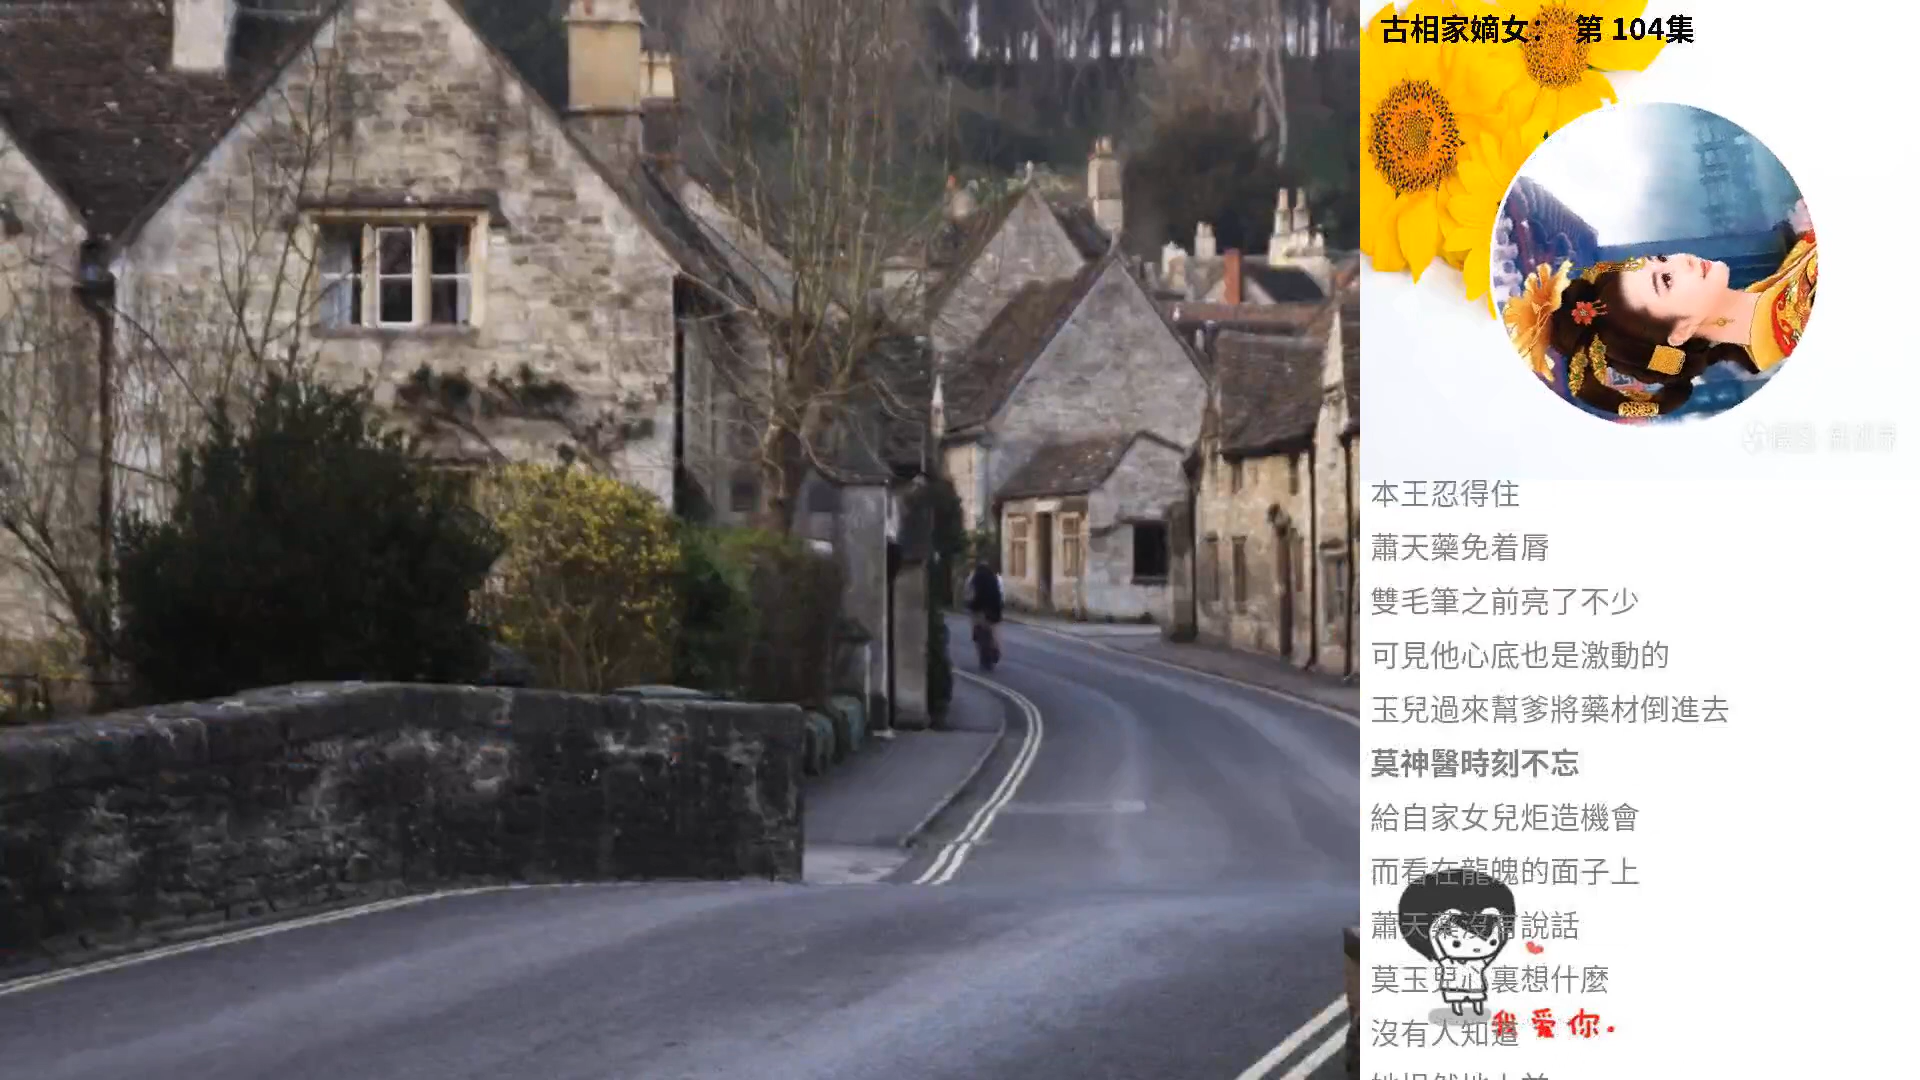 古相家嫡女： 第 104集
本王忍得住
蕭天藥免着脣
雙毛筆之前亮了不少
可見他心底也是激動的
玉兒過來幫爹將藥材倒進去
莫神醫時刻不忘
給自家女兒炬造機會
而看在龍魄的面子上
蕭天藥沒有說話
莫玉兒心裏想什麼
沒有人知道
我爱你.